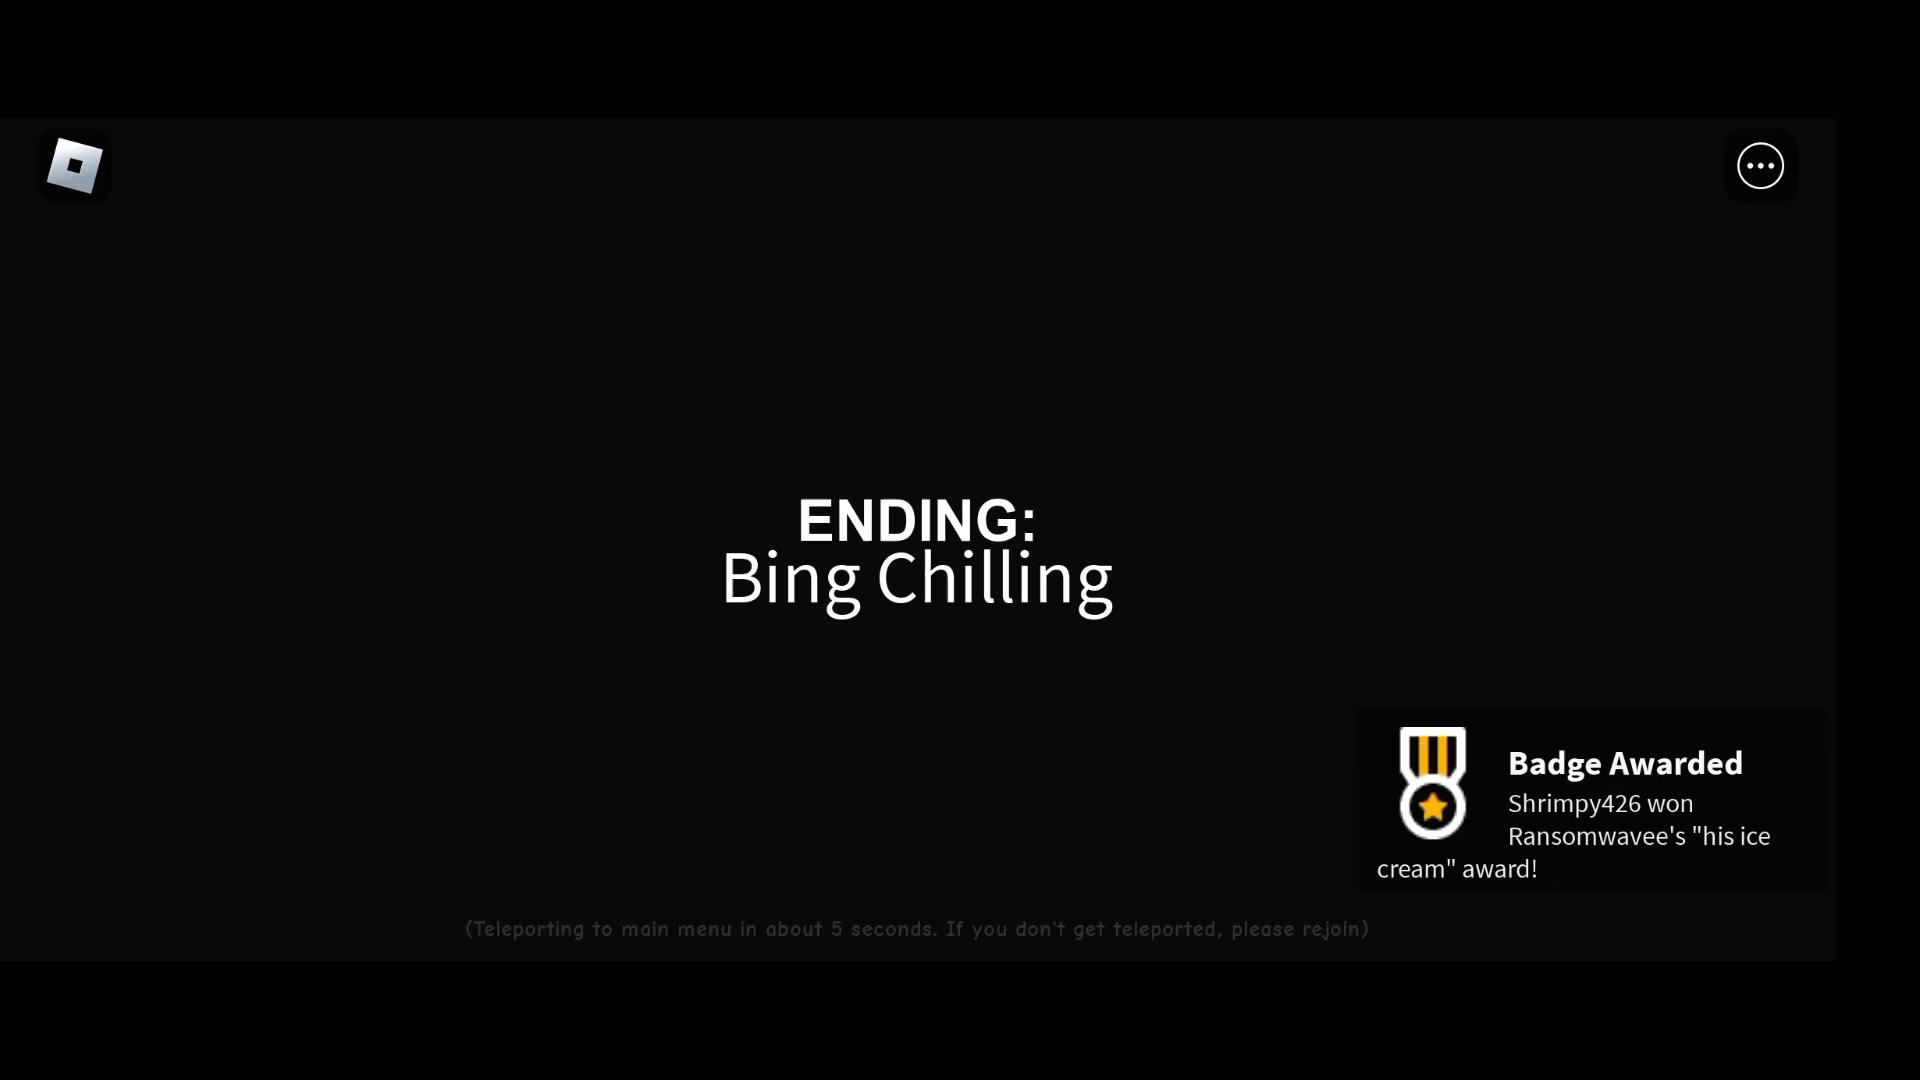 ENDING:
Bing Chilling
Badge Awarded
Shrimpy426 won
Ransomwavee's "his ice
cream" award!
(Teleporting to main menu in about 5 seconds. If you don't get teleported, please rejoin)